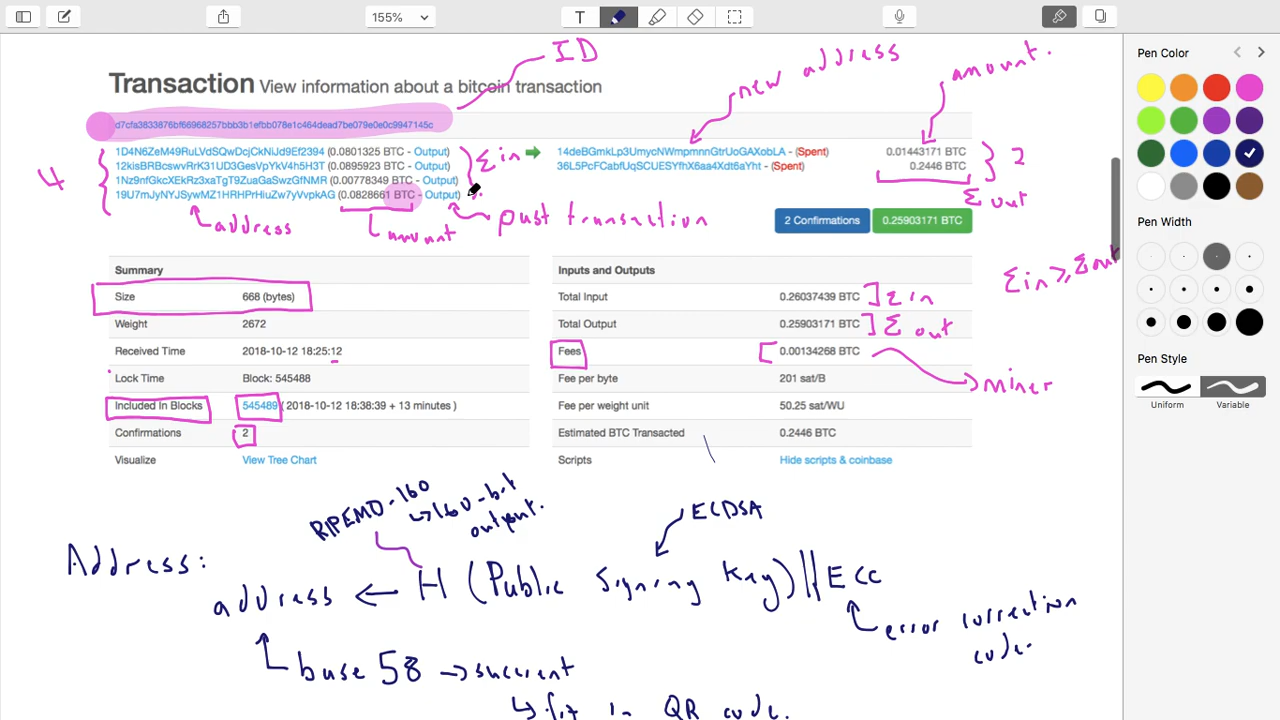 155%
T
ID
new address
amount.
Pen Color
Transaction View information about a bitcoin transaction
d7cfa3833876bf66968257bbb3b1efbb078e1c464dead7be079e0e0c9947145c
4
1D4N6ZeM49RuLVdSQwDcjCkNiJd9Ef2394 (0.0801325 BTC - Output)
12kisBRBcswvRrK31UD3GesVpYkV4h5H3T (0.0895923 BTC - Output)
1Nz9nfGkcXEkRz3xaTgT9ZuaGaSwzGfNMR (0.00778349 BTC - Output)
19U7mJyNYJSywMZ1HRHPrHiuZw7yVvpkAG (0.0828661 BTC - Output)
Σ in
14deBGmkLp3UmycNWmpmnnGtrUoGAXobLA - (Spent) 0.01443171 BTC
36L5PcFCabfUqSCUESYfhX6aa4Xdt6aYht - (Spent) 0.2446 BTC
2
Σ out
address
amount
past transaction
2 Confirmations 0.25903171 BTC
Pen Width
Summary
Size 668 (bytes)
Weight 2672
Received Time 2018-10-12 18:25:12
Lock Time Block: 545488
Included In Blocks 545489 ( 2018-10-12 18:38:39 + 13 minutes )
Confirmations 2
Visualize View Tree Chart
Inputs and Outputs
Total Input 0.26037439 BTC Σ in
Total Output 0.25903171 BTC Σ out
Fees 0.00134268 BTC
Fee per byte 201 sat/B
Fee per weight unit 50.25 sat/WU
Estimated BTC Transacted 0.2446 BTC
Scripts Hide scripts & coinbase
Σ in ≥ Σ out
miner
Pen Style
Uniform Variable
RIPEMD-160
↳ 160-bit
output.
ECDSA
Address:
address ← H (Public Signing Key) || ECC
error correction
code.
base 58 → succient
↳ fit in QR code.